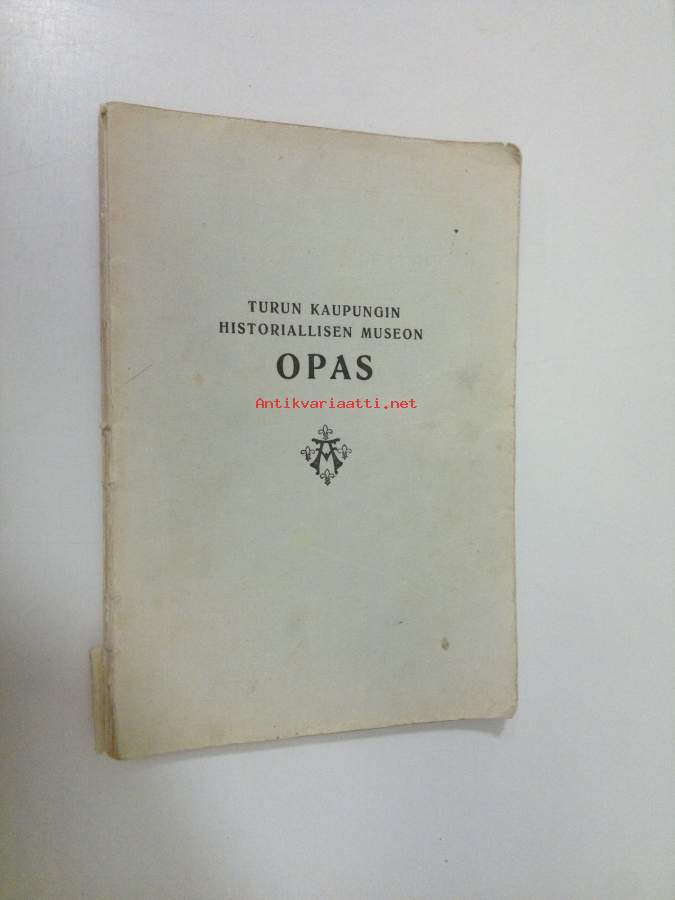 TURUN KAUPUNGIN
HISTORIALLISEN MUSEON
OPAS
Antikvariaatti.net